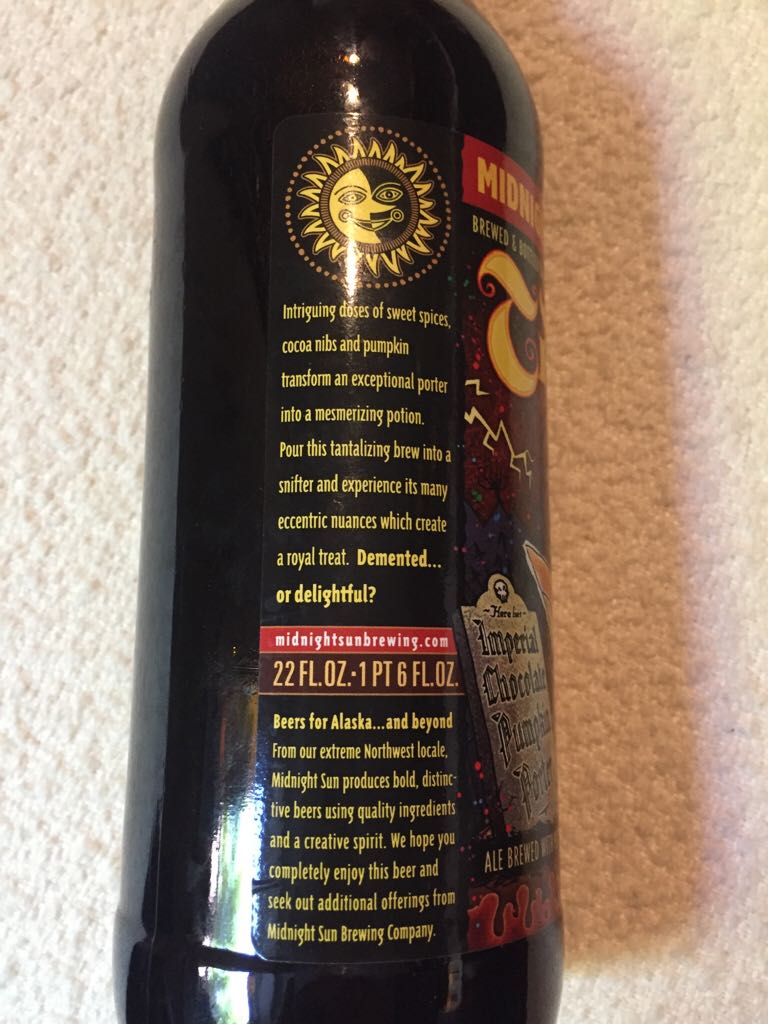 Intriguing doses of sweet spices,
cocoa nibs and pumpkin
transform an exceptional porter
into a mesmerizing potion.
Pour this tantalizing brew into a
snifter and experience its many
eccentric nuances which create
a royal treat. Demented...
or delightful?
midnightsunbrewing.com
22 FL.OZ.·1 PT 6 FL.OZ.
Beers for Alaska...and beyond
From our extreme Northwest locale,
Midnight Sun produces bold, distinc-
tive beers using quality ingredients
and a creative spirit. We hope you
completely enjoy this beer and
seek out additional offerings from
Midnight Sun Brewing Company.
BREWED &
~Here lies~
Imperial
Chocolate
Pumpkin
Porter
ALE BREWED